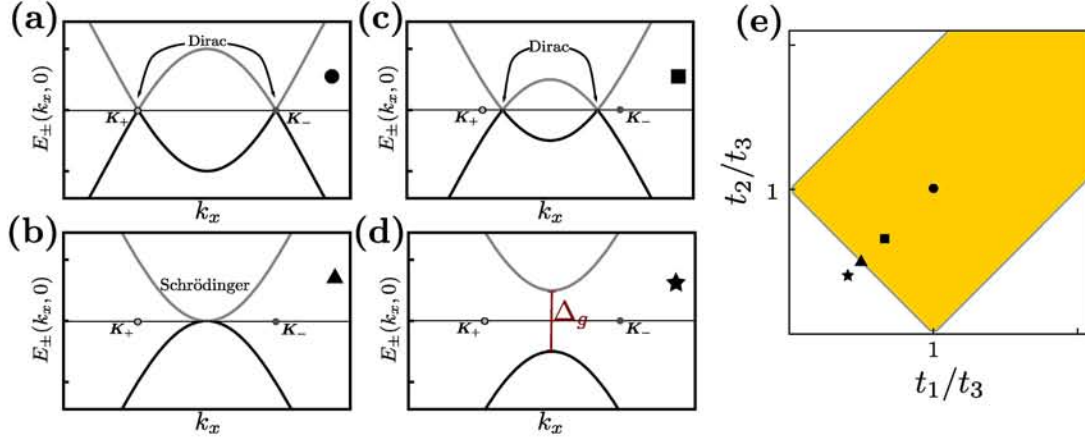 (a)
Dirac
K+
K−
E±(kx, 0)
kx
(c)
Dirac
K+
K−
E±(kx, 0)
kx
(b)
Schrödinger
K+
K−
E±(kx, 0)
kx
(d)
K+
K−
Δg
E±(kx, 0)
kx
(e)
t2/t3
1
1
t1/t3